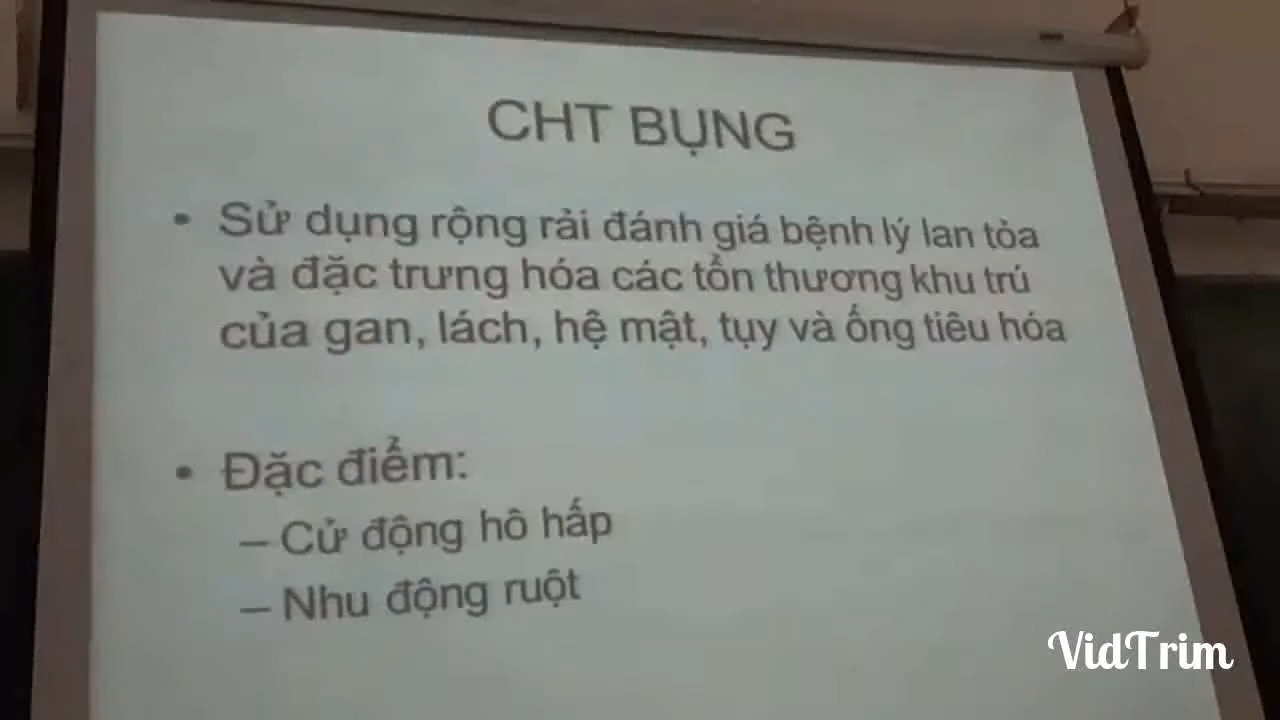 CHT BỤNG
• Sử dụng rộng rải đánh giá bệnh lý lan tỏa
và đặc trưng hóa các tổn thương khu trú
của gan, lách, hệ mật, tụy và ống tiêu hóa
• Đặc điểm:
– Cử động hô hấp
– Nhu động ruột
VidTrim